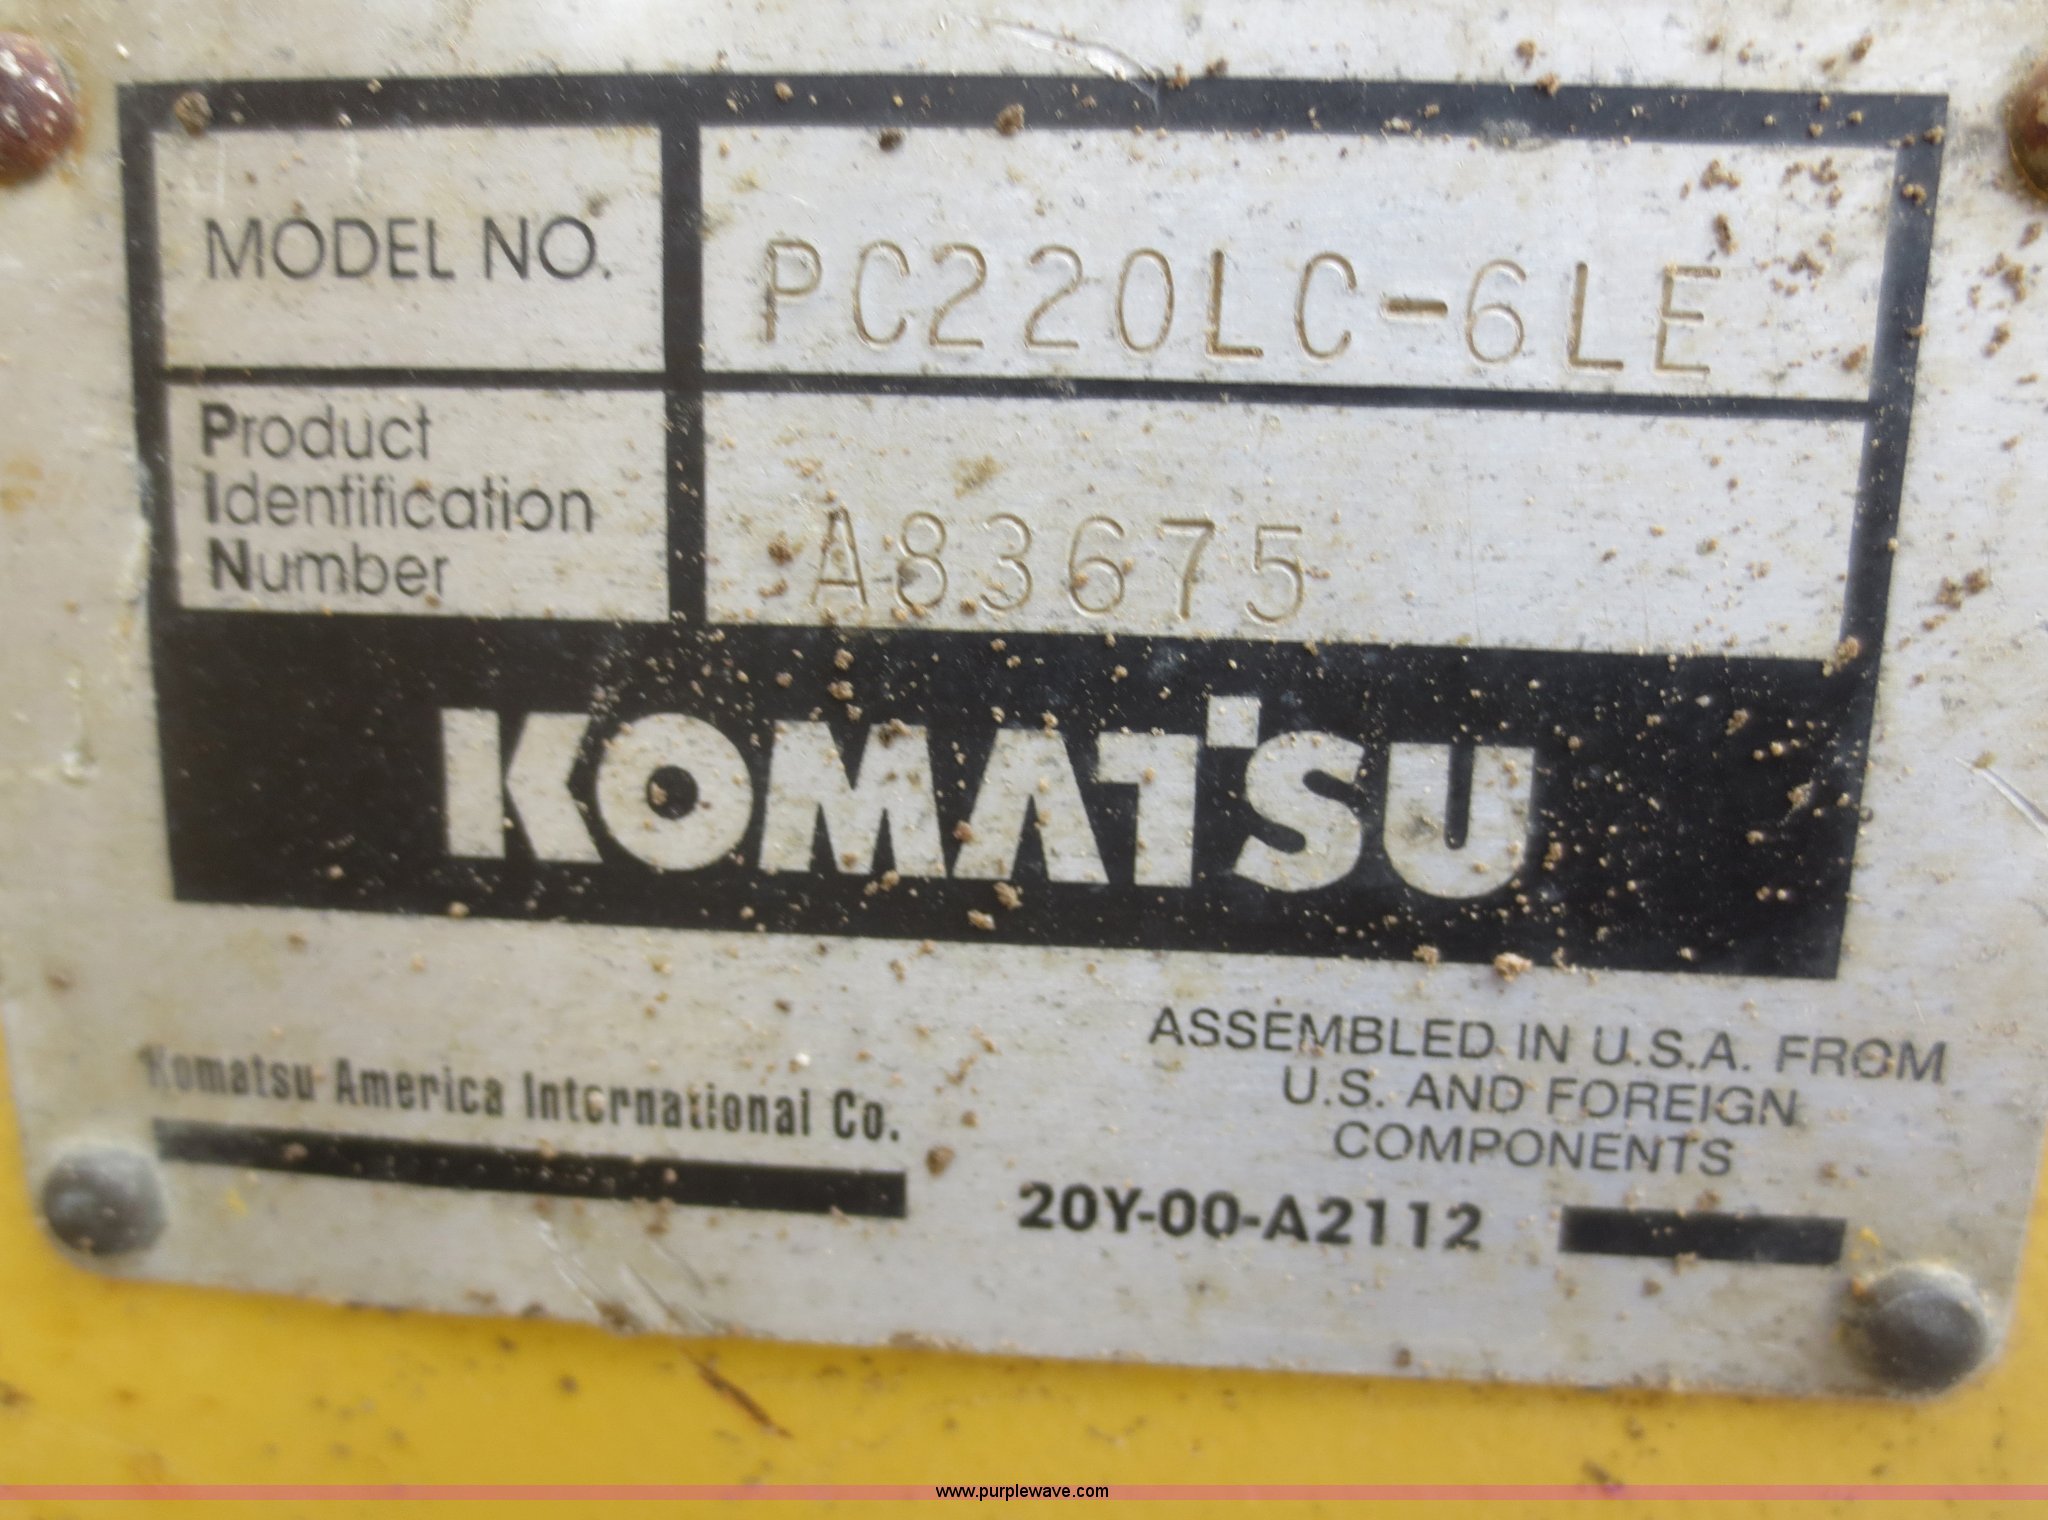 MODEL NO.
PC220LC-6LE
Product
Identification
Number
A83675
KOMATSU
ASSEMBLED IN U.S.A. FROM
U.S. AND FOREIGN
COMPONENTS
Komatsu America International Co.
20Y-00-A2112
www.purplewave.com